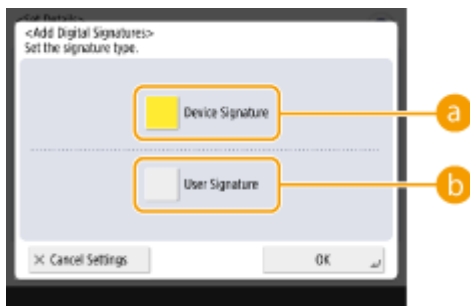 <Add Digital Signatures>
Set the signature type.
Device Signature
a
User Signature
b
× Cancel Settings
OK